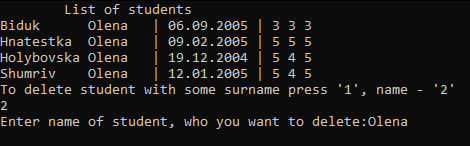 List of students
Biduk Olena | 06.09.2005 | 3 3 3
Hnatestka Olena | 09.02.2005 | 5 5 5
Holybovska Olena | 19.12.2004 | 5 4 5
Shumriv Olena | 12.01.2005 | 5 4 5
To delete student with some surname press '1', name - '2'
2
Enter name of student, who you want to delete:Olena